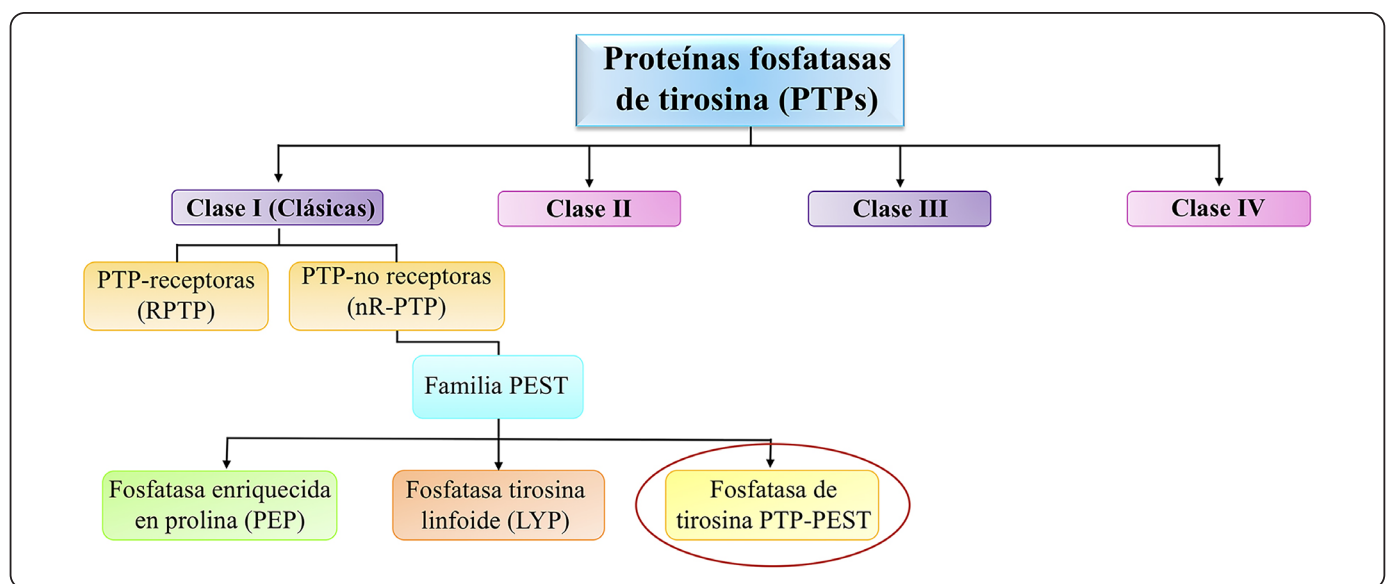 Proteínas fosfatasas
de tirosina (PTPs)
Clase I (Clásicas)
Clase II
Clase III
Clase IV
PTP-receptoras
(RPTP)
PTP-no receptoras
(nR-PTP)
Familia PEST
Fosfatasa enriquecida
en prolina (PEP)
Fosfatasa tirosina
linfoide (LYP)
Fosfatasa de
tirosina PTP-PEST